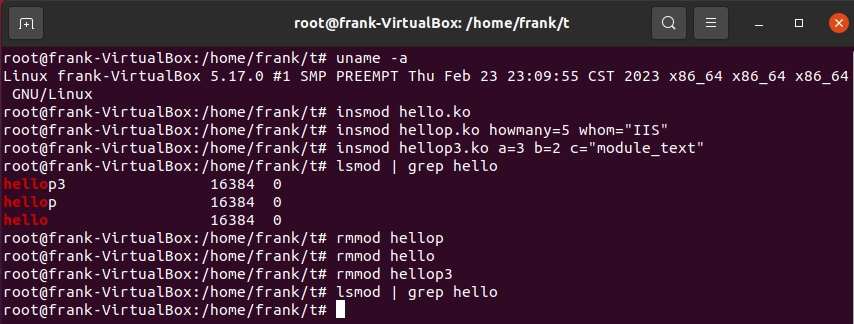 root@frank-VirtualBox: /home/frank/t
root@frank-VirtualBox:/home/frank/t# uname -a
Linux frank-VirtualBox 5.17.0 #1 SMP PREEMPT Thu Feb 23 23:09:55 CST 2023 x86_64 x86_64 x86_64
 GNU/Linux
root@frank-VirtualBox:/home/frank/t# insmod hello.ko
root@frank-VirtualBox:/home/frank/t# insmod hellop.ko howmany=5 whom="IIS"
root@frank-VirtualBox:/home/frank/t# insmod hellop3.ko a=3 b=2 c="module_text"
root@frank-VirtualBox:/home/frank/t# lsmod | grep hello
hellop3                16384  0
hellop                 16384  0
hello                  16384  0
root@frank-VirtualBox:/home/frank/t# rmmod hellop
root@frank-VirtualBox:/home/frank/t# rmmod hello
root@frank-VirtualBox:/home/frank/t# rmmod hellop3
root@frank-VirtualBox:/home/frank/t# lsmod | grep hello
root@frank-VirtualBox:/home/frank/t#